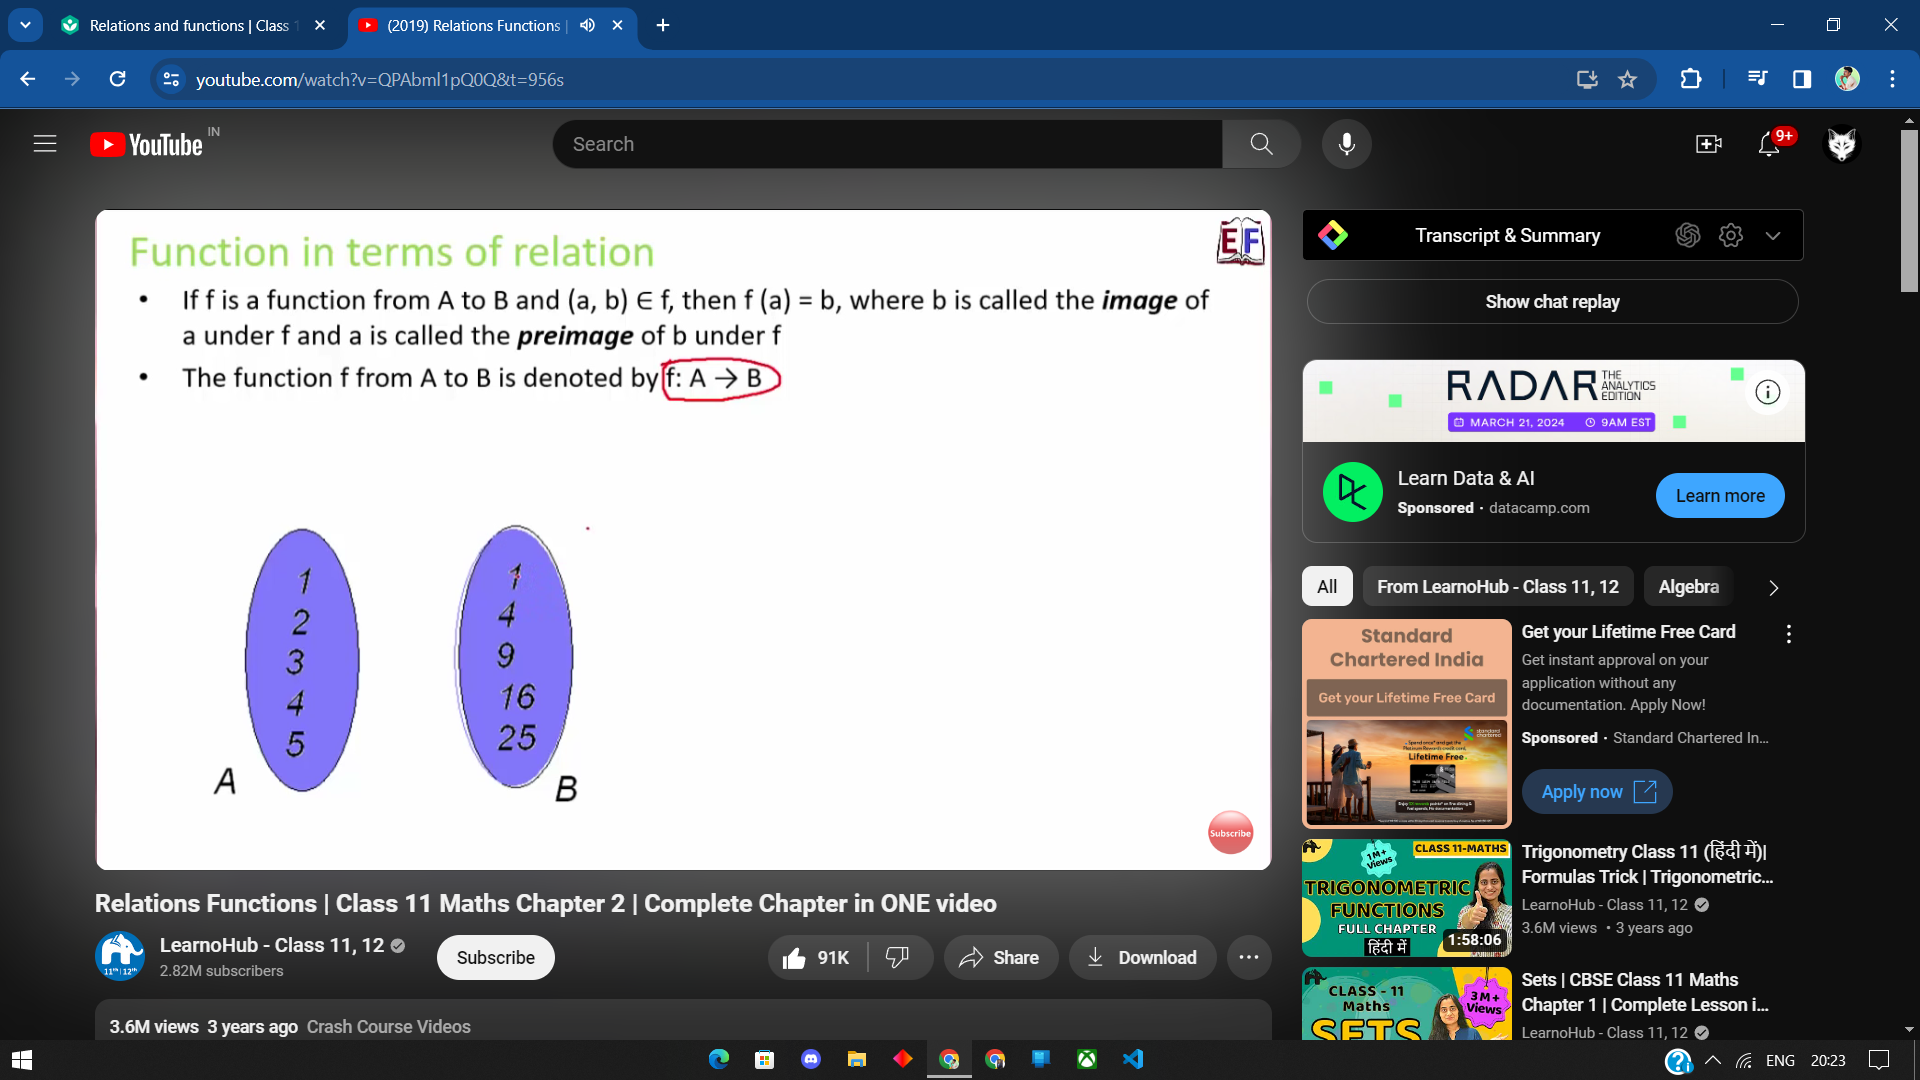 Relations and functions | Class 1
(2019) Relations Functions |
youtube.com/watch?v=QPAbml1pQ0Q&t=956s
YouTube IN
Search
9+
Function in terms of relation
EF
• If f is a function from A to B and (a, b) ∈ f, then f (a) = b, where b is called the image of
a under f and a is called the preimage of b under f
• The function f from A to B is denoted by f: A → B
1
2
3
4
5
A
1
4
9
16
25
B
Subscribe
Relations Functions | Class 11 Maths Chapter 2 | Complete Chapter in ONE video
11th | 12th
LearnoHub - Class 11, 12
2.82M subscribers
Subscribe
91K
Share
Download
3.6M views 3 years ago Crash Course Videos
Transcript & Summary
Show chat replay
RADAR THE ANALYTICS EDITION
MARCH 21, 2024 9AM EST
Learn Data & AI
Sponsored · datacamp.com
Learn more
All
From LearnoHub - Class 11, 12
Algebra
Standard
Chartered India
Get your Lifetime Free Card
Lifetime Free
standard chartered
Get your Lifetime Free Card
Get instant approval on your
application without any
documentation. Apply Now!
Sponsored · Standard Chartered In...
Apply now
1M+ Views
CLASS 11-MATHS
TRIGONOMETRIC
FUNCTIONS
FULL CHAPTER
हिंदी में
1:58:06
Trigonometry Class 11 (हिंदी में)|
Formulas Trick | Trigonometric...
LearnoHub - Class 11, 12
3.6M views • 3 years ago
CLASS - 11
Maths
SETS
3M+ Views
Sets | CBSE Class 11 Maths
Chapter 1 | Complete Lesson i...
LearnoHub - Class 11, 12
ENG
20:23